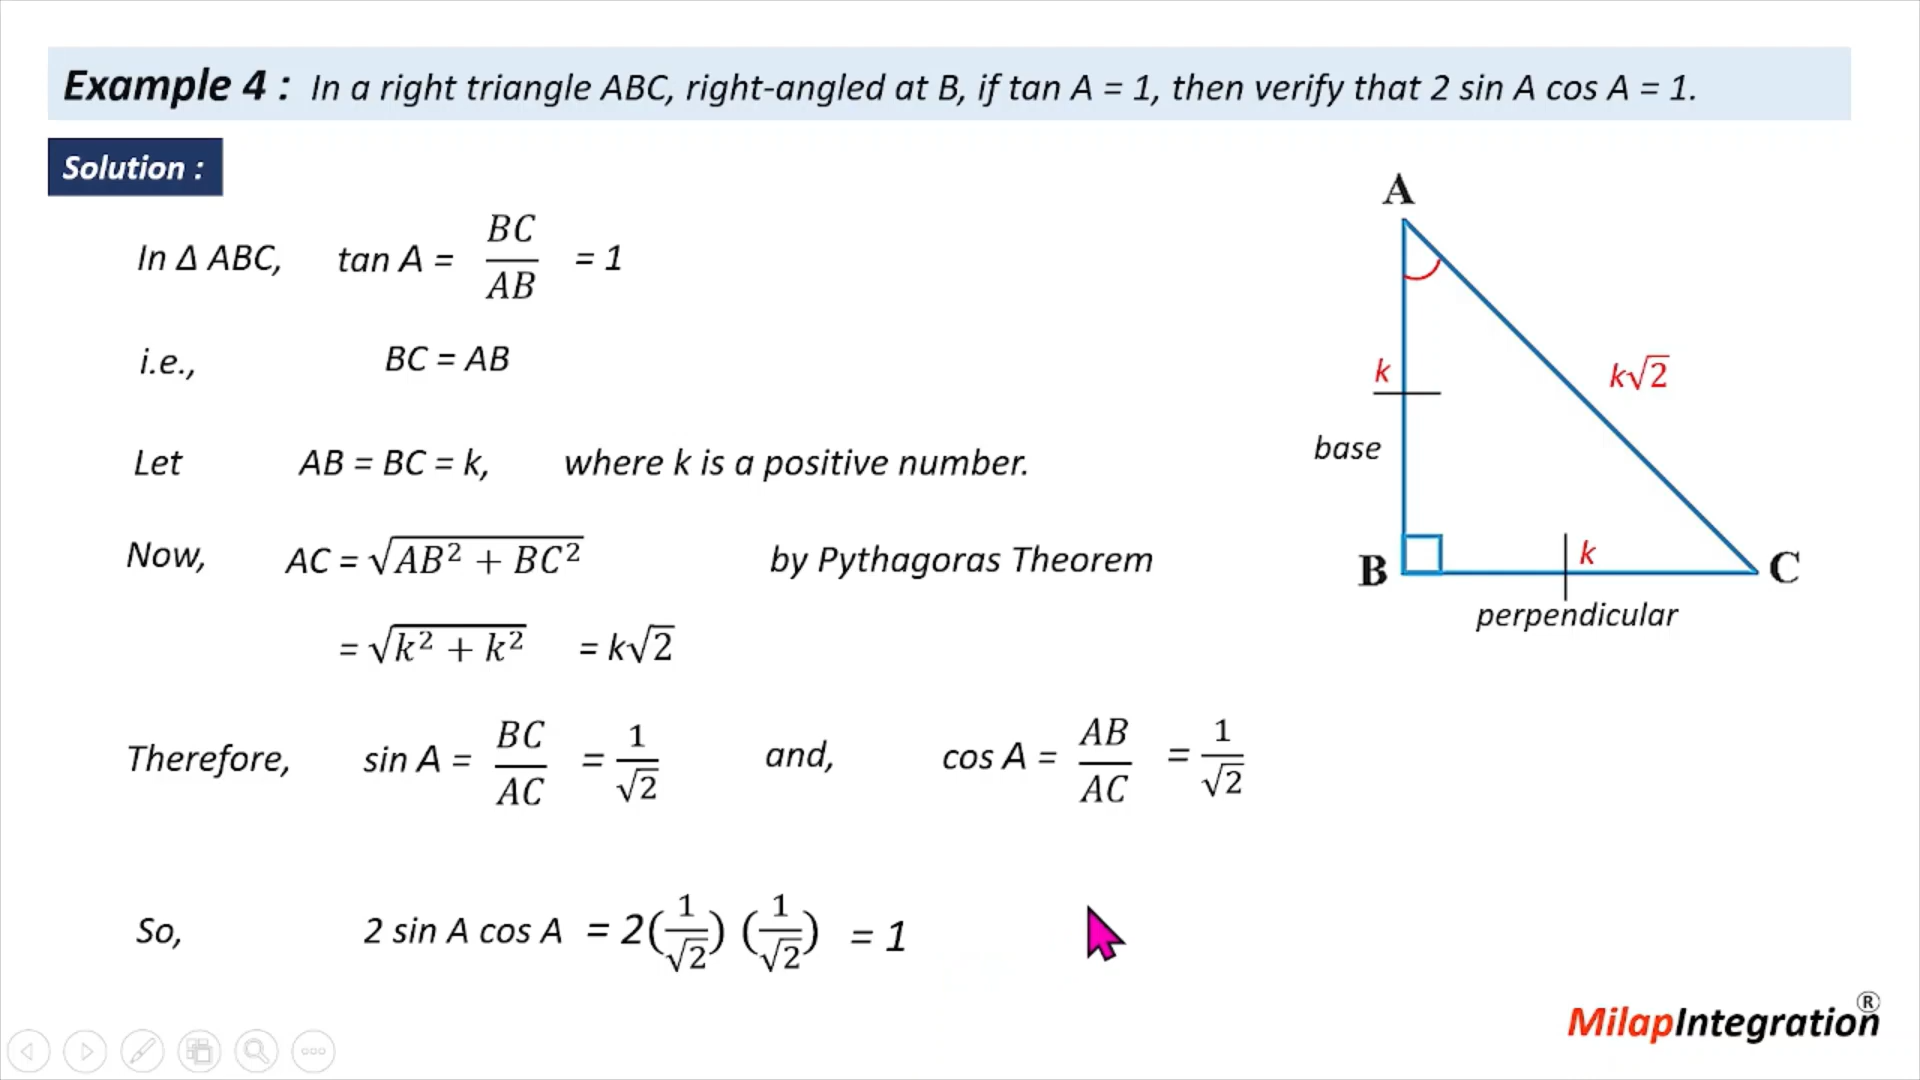 Example 4 : In a right triangle ABC, right-angled at B, if tan A = 1, then verify that 2 sin A cos A = 1.
Solution :
In Δ ABC, tan A = BC/AB = 1
i.e., BC = AB
Let AB = BC = k, where k is a positive number.
Now, AC = √(AB² + BC²) by Pythagoras Theorem
= √(k² + k²) = k√2
Therefore, sin A = BC/AC = 1/√2 and, cos A = AB/AC = 1/√2
So, 2 sin A cos A = 2(1/√2) (1/√2) = 1
A
k
k√2
base
B
k
C
perpendicular
MilapIntegration®